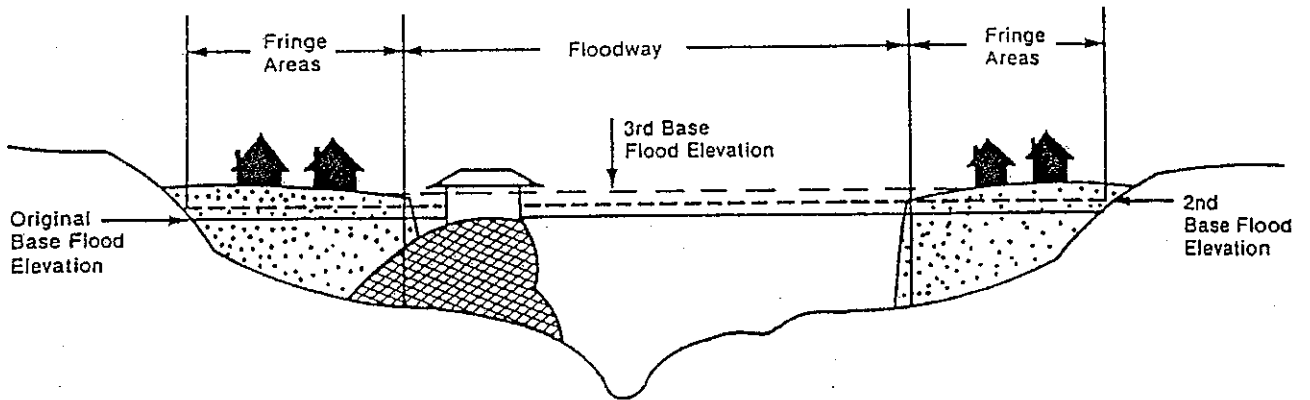 Fringe
Areas
Floodway
Fringe
Areas
3rd Base
Flood Elevation
Original
Base Flood
Elevation
2nd
Base Flood
Elevation